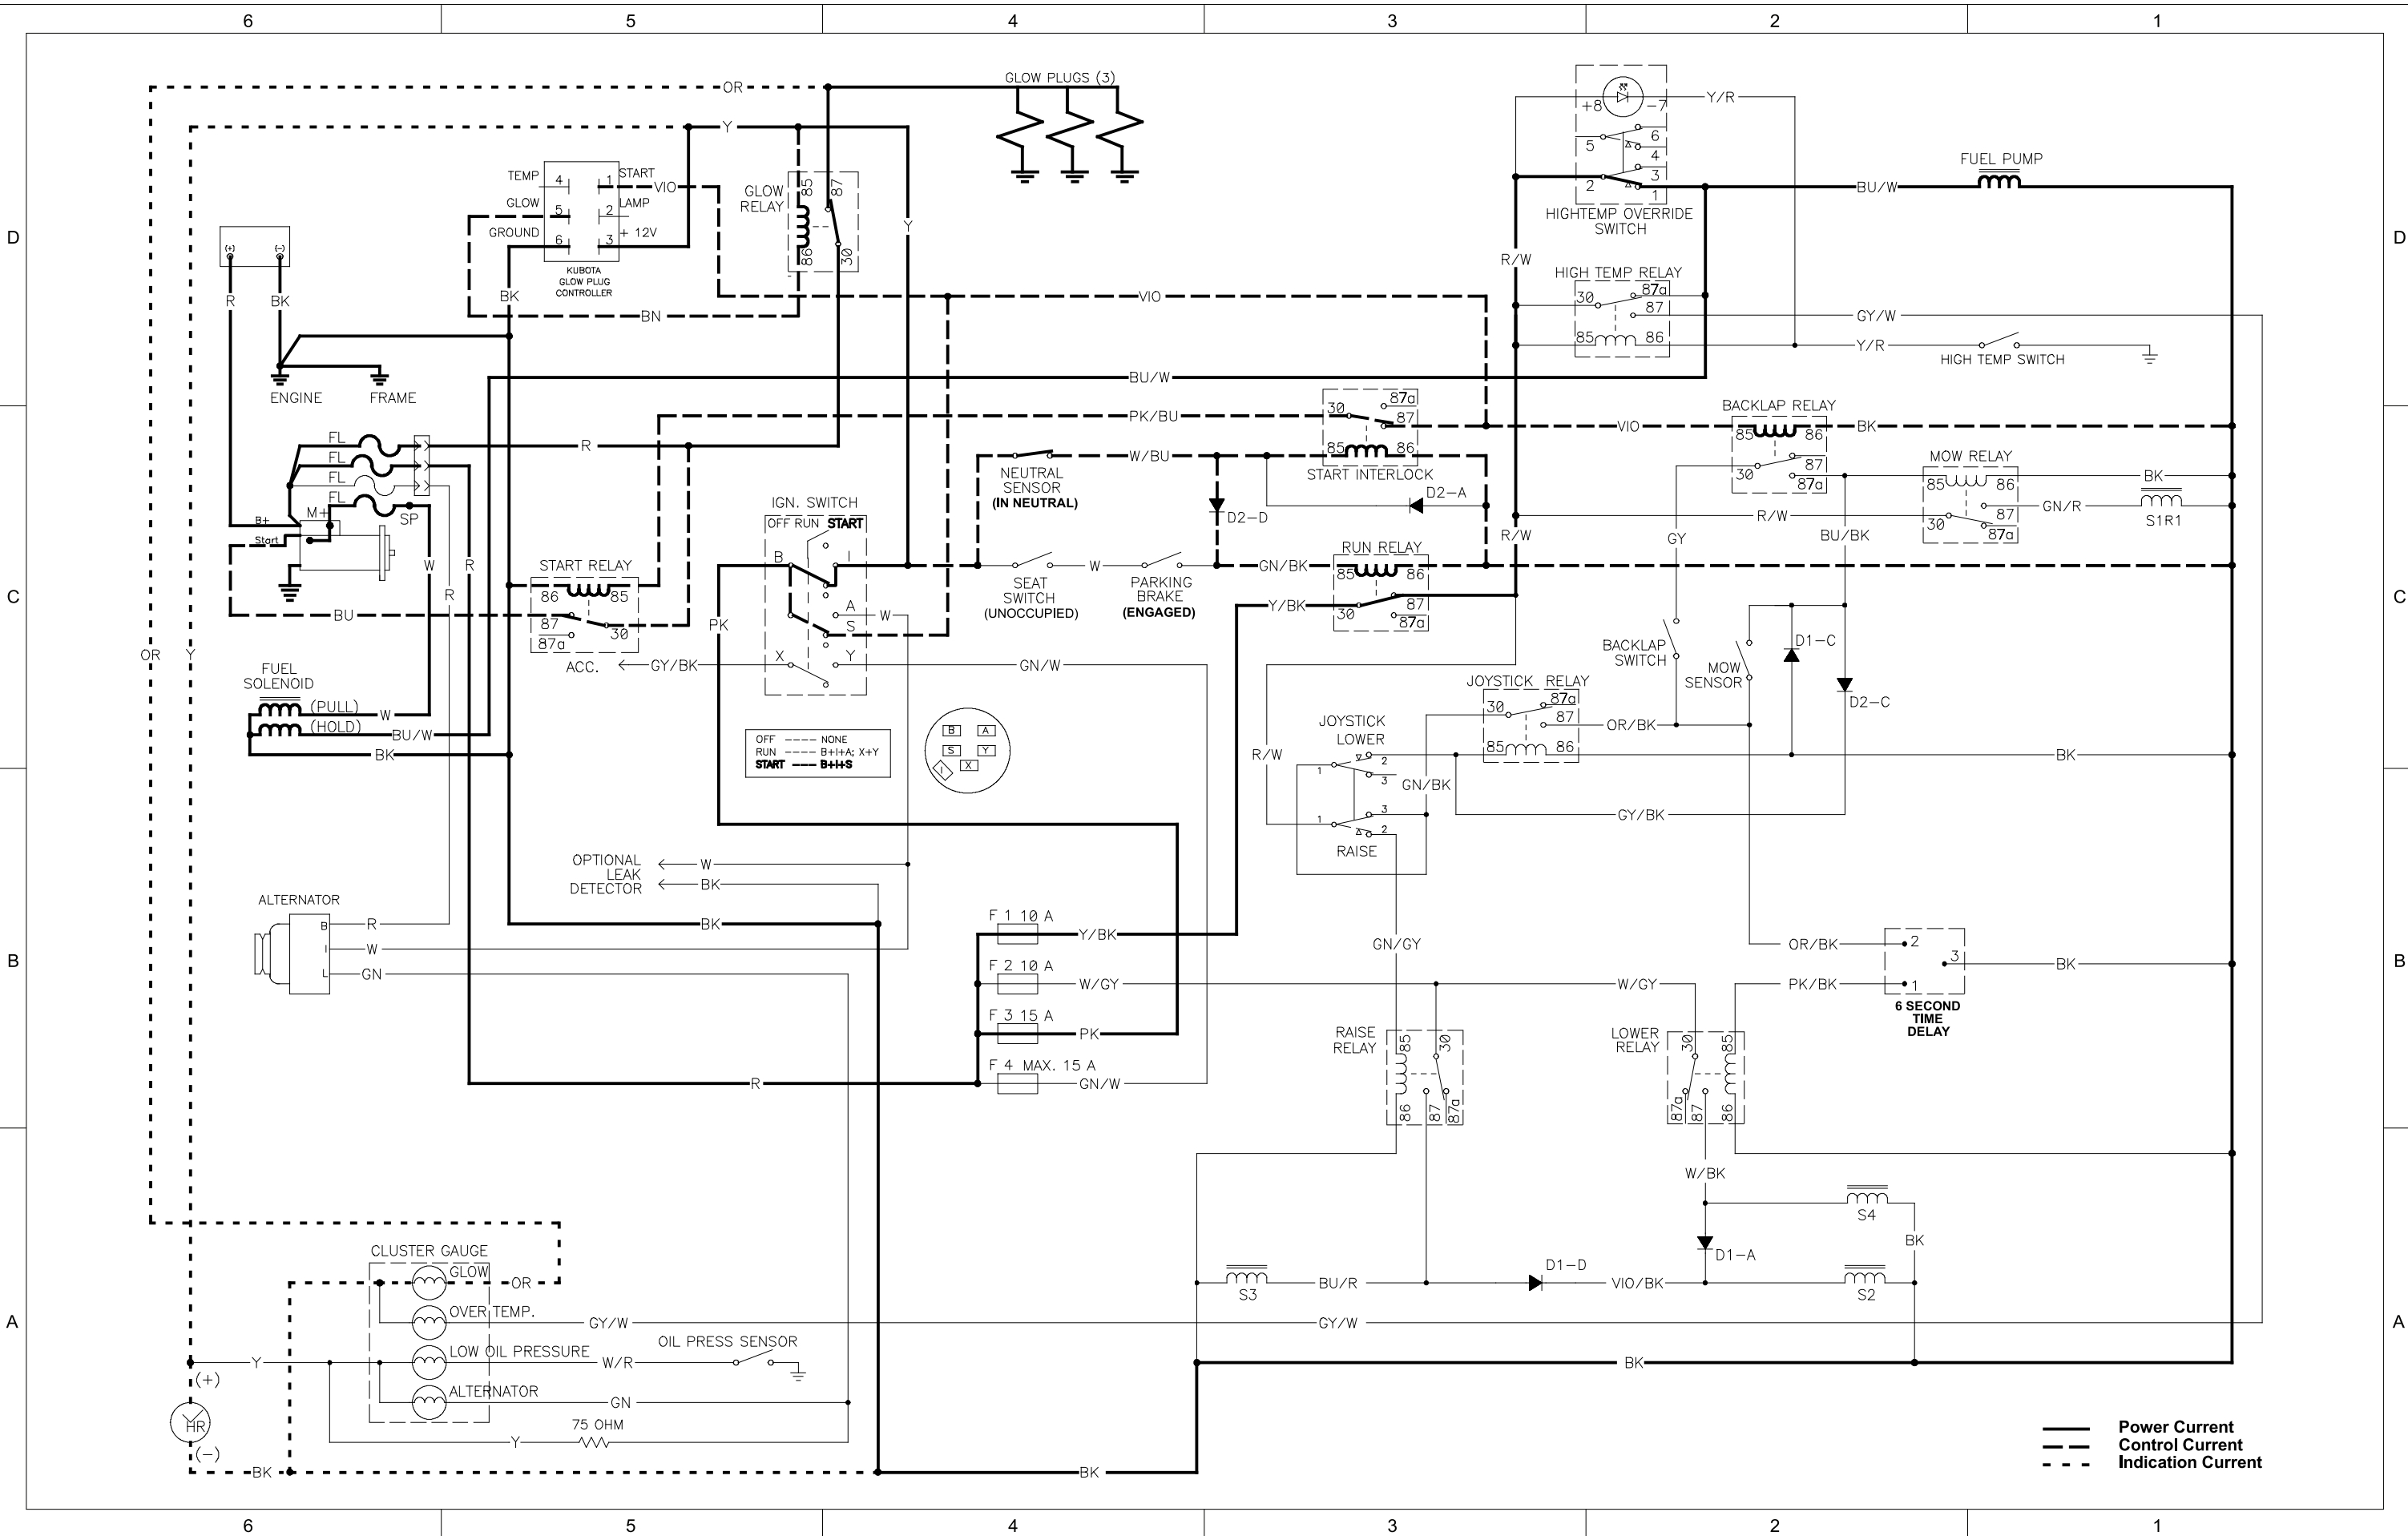 6 5 4 3 2 1
OR
GLOW PLUGS (3)
+8 -7 Y/R
Y
6
5
4
3
2
1
HIGHTEMP OVERRIDE
SWITCH
FUEL PUMP
BU/W
TEMP 4 1 START
VIO
GLOW 5 2 LAMP
GROUND 6 3 + 12V
KUBOTA
GLOW PLUG
CONTROLLER
GLOW
RELAY
85 87
86 30
Y
D D
(+) (-)
R BK
BK
BN
VIO
R/W
HIGH TEMP RELAY
30 87a
87
85 86
GY/W
Y/R
HIGH TEMP SWITCH
ENGINE FRAME
BU/W
PK/BU
30 87a
87
85 86
START INTERLOCK
VIO
BACKLAP RELAY
85 86
30 87
87a
BK
FL
FL
FL
FL
R
M+
SP
B+
Start
NEUTRAL
SENSOR
(IN NEUTRAL)
W/BU
D2-D
D2-A
MOW RELAY
85 86
87
30
87a
BK
GN/R
S1R1
R/W
IGN. SWITCH
OFF RUN START
B I
A
S
X Y
W
W R
R
START RELAY
86 85
87 30
87a
BU
ACC.
GY/BK
PK
SEAT
SWITCH
(UNOCCUPIED)
W
PARKING
BRAKE
(ENGAGED)
GN/BK
RUN RELAY
85 86
30 87
87a
Y/BK
R/W
GY
BU/BK
C C
OR Y
FUEL
SOLENOID
(PULL)
(HOLD)
W
BU/W
BK
GN/W
OFF ---- NONE
RUN ---- B+I+A; X+Y
START --- B+I+S
B A
S Y
I X
BACKLAP
SWITCH
MOW
SENSOR
D1-C
D2-C
JOYSTICK RELAY
30 87a
87
85 86
OR/BK
BK
JOYSTICK
LOWER
1 2
3
R/W
GN/BK
1 3
2
RAISE
GY/BK
OPTIONAL
LEAK
DETECTOR
W
BK
ALTERNATOR
B R
I W
L GN
BK
F 1 10 A
Y/BK
F 2 10 A
W/GY
F 3 15 A
PK
F 4 MAX. 15 A
GN/W
R
GN/GY
W/GY
OR/BK 2
3
BK
PK/BK 1
6 SECOND
TIME
DELAY
B B
RAISE
RELAY
85 30
86 87 87a
LOWER
RELAY
30 85
87a 87 86
W/BK
S4
BK
D1-A
S3
BU/R
D1-D
VIO/BK
S2
CLUSTER GAUGE
GLOW
OR
OVER TEMP.
GY/W
GY/W
A A
LOW OIL PRESSURE
W/R
OIL PRESS SENSOR
Y
ALTERNATOR
GN
75 OHM
Y
(+)
HR
(-)
BK
BK
BK
Power Current
Control Current
Indication Current
6 5 4 3 2 1